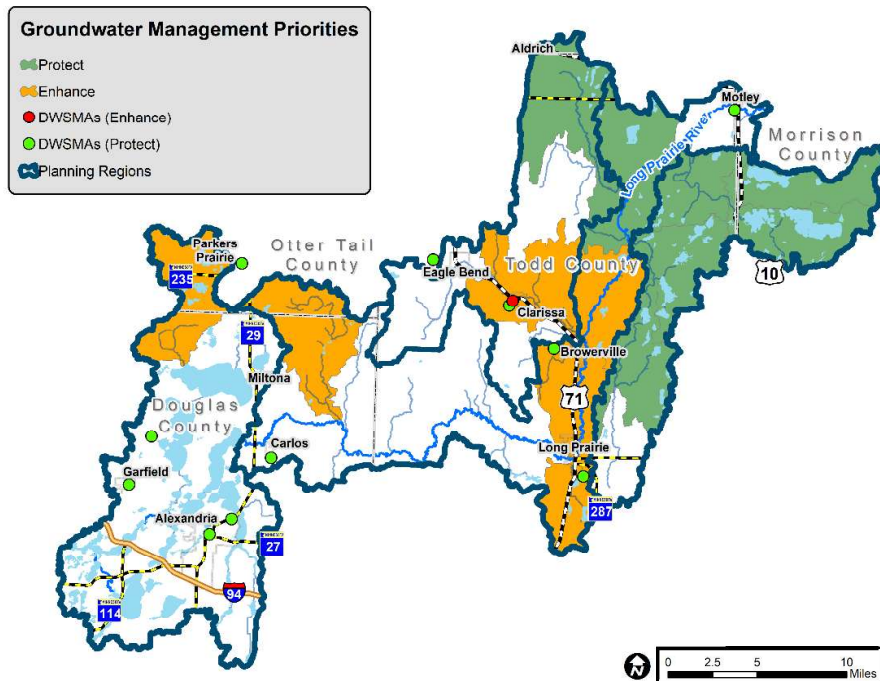 Groundwater Management Priorities
Protect
Enhance
DWSMAs (Enhance)
DWSMAs (Protect)
Planning Regions
Aldrich
Motley
Morrison
County
Long Prairie River
10
Parkers
Prairie
Otter Tail
County
Eagle Bend
Todd County
235
Clarissa
29
Browerville
Miltona
71
Douglas
County
Carlos
Long Prairie
Garfield
287
Alexandria
27
94
114
0 2.5 5 10
Miles